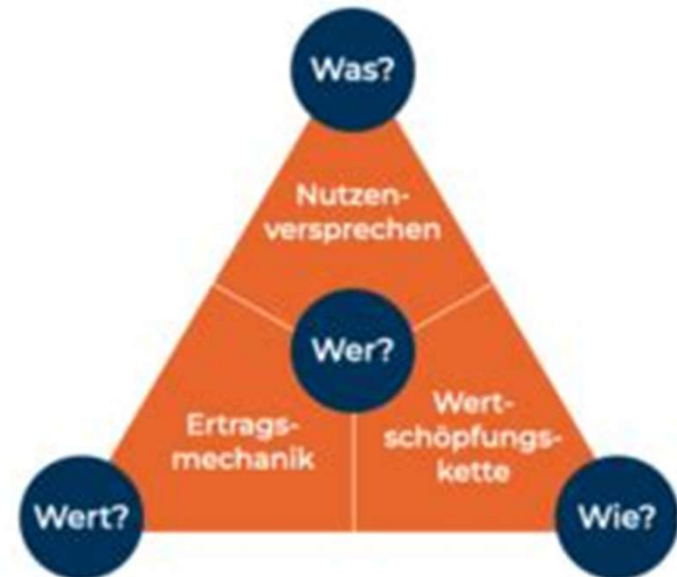 Was?
Nutzen-
versprechen
Wer?
Ertrags-
mechanik
Wert-
schöpfungs-
kette
Wert?
Wie?